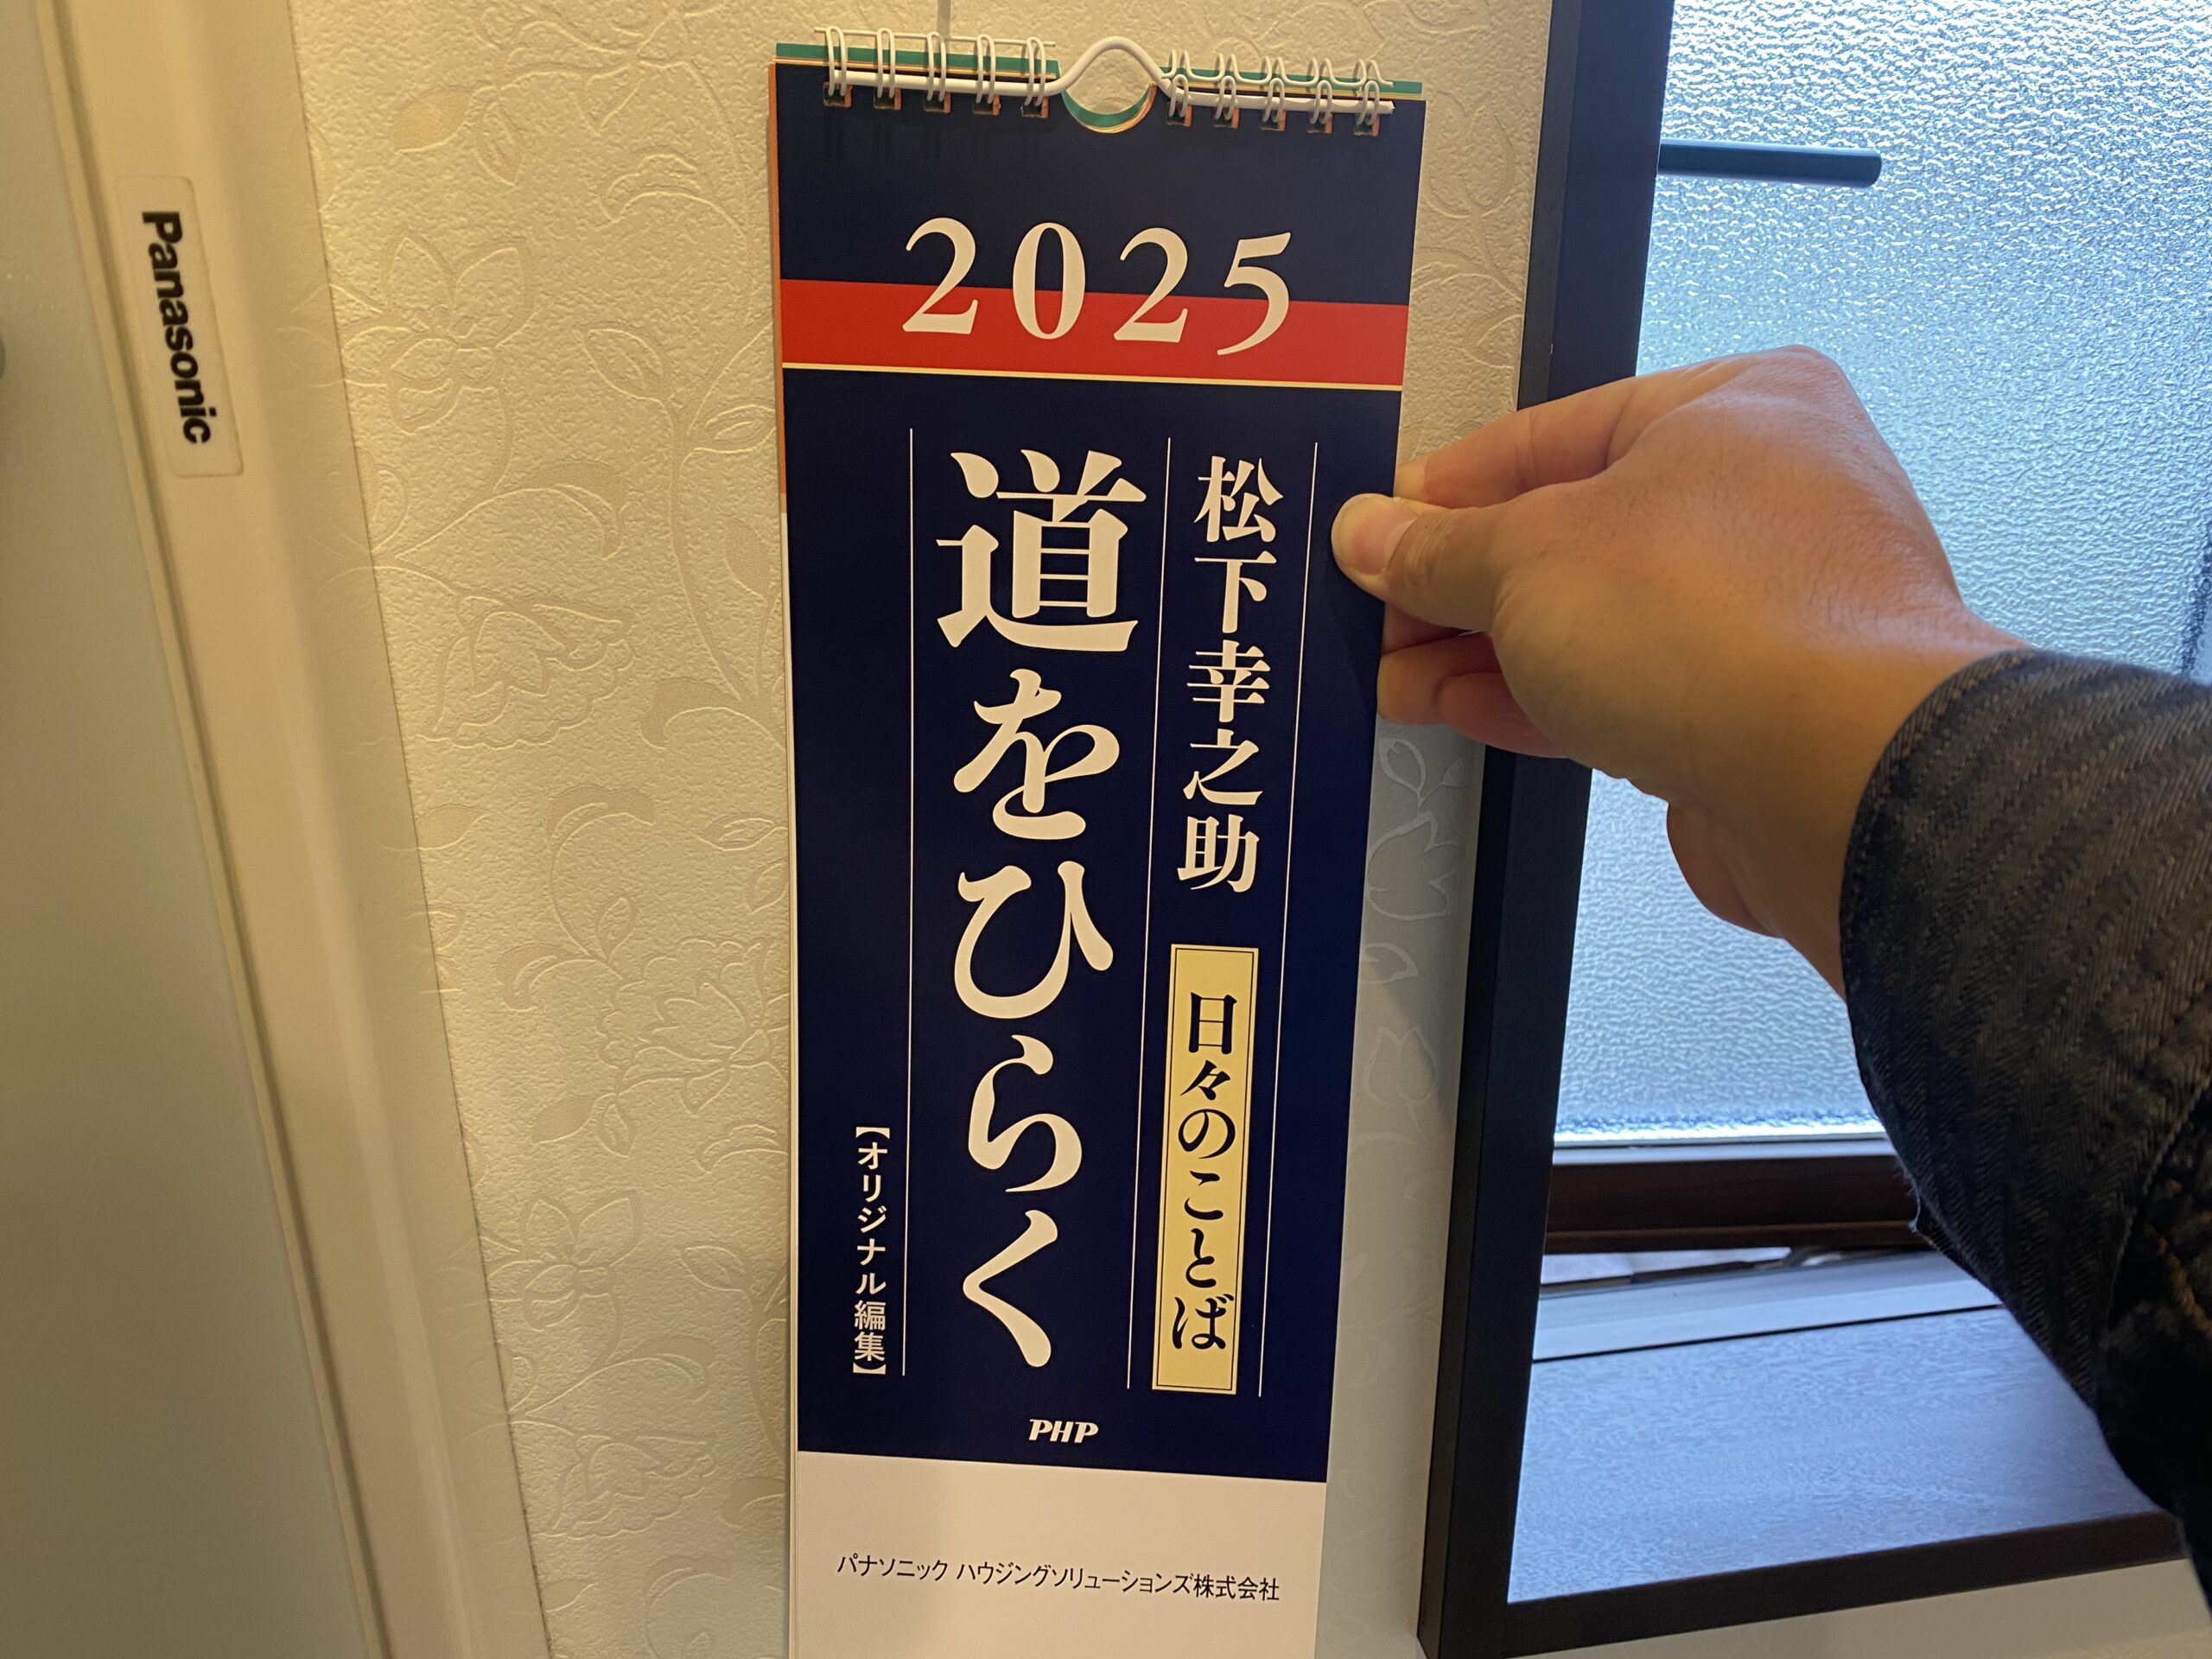 Panasonic
2025
松下幸之助
日々のことば
道をひらく
【オリジナル編集】
PHP
パナソニック ハウジングソリューションズ株式会社